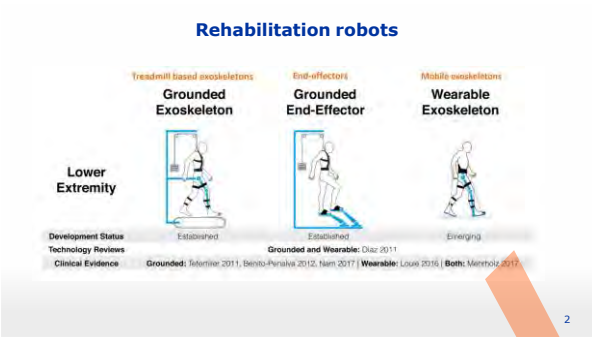 Rehabilitation robots
Treadmill based exoskeletons End-effectors Mobile exoskeletons
Grounded Exoskeleton Grounded End-Effector Wearable Exoskeleton
Lower Extremity
Development Status Established Established Emerging
Technology Reviews Grounded and Wearable: Diaz 2011
Clinical Evidence Grounded: Tefertiller 2011, Benito-Penalva 2012, Nam 2017 | Wearable: Louie 2016 | Both: Mehrholz 2017
2